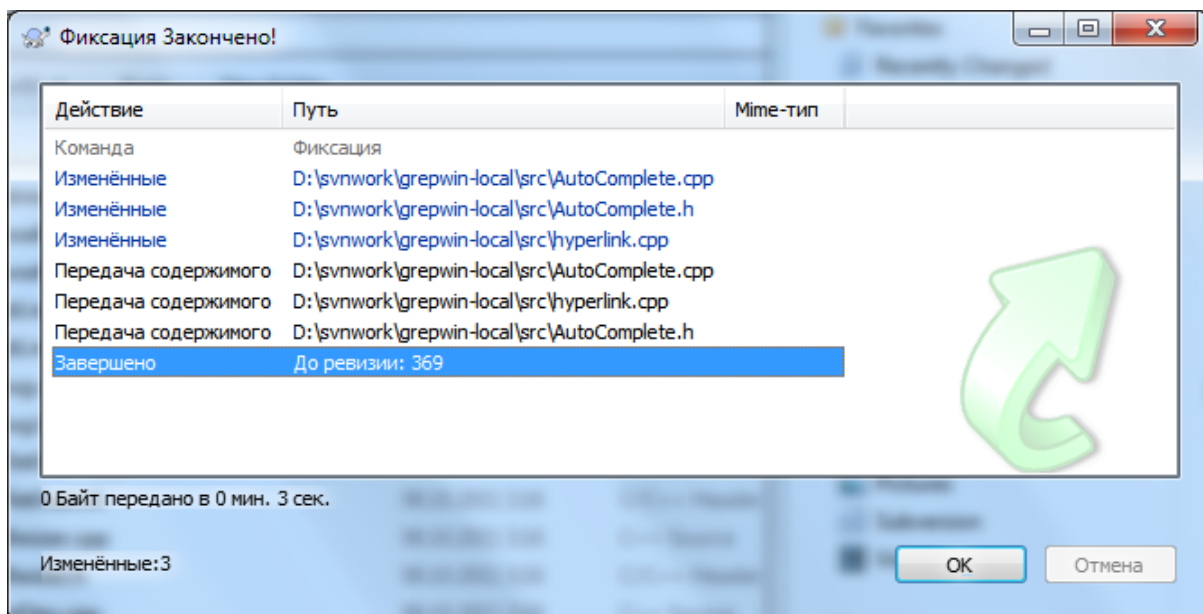 Фиксация Закончено!
Действие Путь Mime-тип
Команда Фиксация
Изменённые D:\svnwork\grepwin-local\src\AutoComplete.cpp
Изменённые D:\svnwork\grepwin-local\src\AutoComplete.h
Изменённые D:\svnwork\grepwin-local\src\hyperlink.cpp
Передача содержимого D:\svnwork\grepwin-local\src\AutoComplete.cpp
Передача содержимого D:\svnwork\grepwin-local\src\hyperlink.cpp
Передача содержимого D:\svnwork\grepwin-local\src\AutoComplete.h
Завершено До ревизии: 369
0 Байт передано в 0 мин. 3 сек.
Изменённые:3
OK Отмена